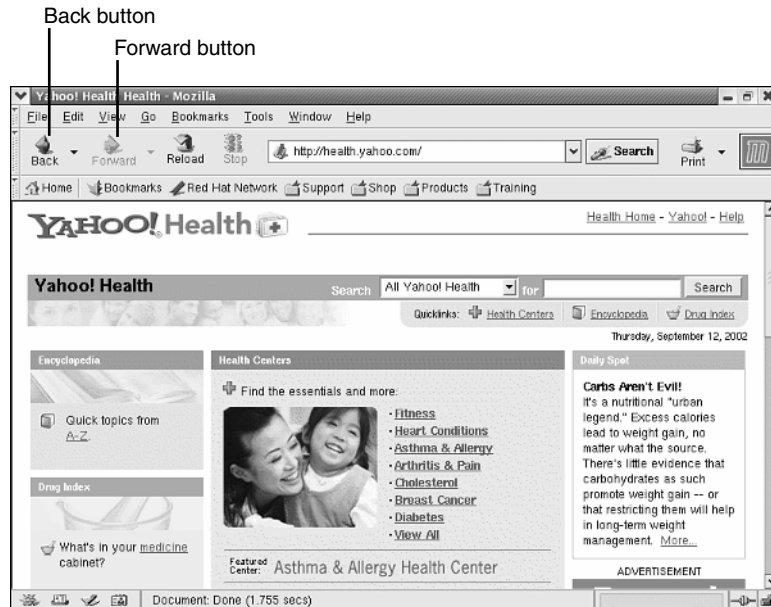 Back button
Forward button
Yahoo! Health Health - Mozilla
File Edit View Go Bookmarks Tools Window Help
Back Forward Reload Stop http://health.yahoo.com/ Search Print
Home Bookmarks Red Hat Network Support Shop Products Training
YAHOO! Health
Health Home - Yahoo! - Help
Yahoo! Health
Search All Yahoo! Health for Search
Quicklinks: Health Centers Encyclopedia Drug Index
Thursday, September 12, 2002
Encyclopedia
Quick topics from
A-Z.
Drug Index
What's in your medicine
cabinet?
Health Centers
Find the essentials and more:
· Fitness
· Heart Conditions
· Asthma & Allergy
· Arthritis & Pain
· Cholesterol
· Breast Cancer
· Diabetes
· View All
Featured
Center: Asthma & Allergy Health Center
Daily Spot
Carbs Aren't Evil!
It's a nutritional "urban
legend." Excess calories
lead to weight gain, no
matter what the source.
There's little evidence that
carbohydrates as such
promote weight gain -- or
that restricting them will help
in long-term weight
management. More...
ADVERTISEMENT
Document: Done (1.755 secs)